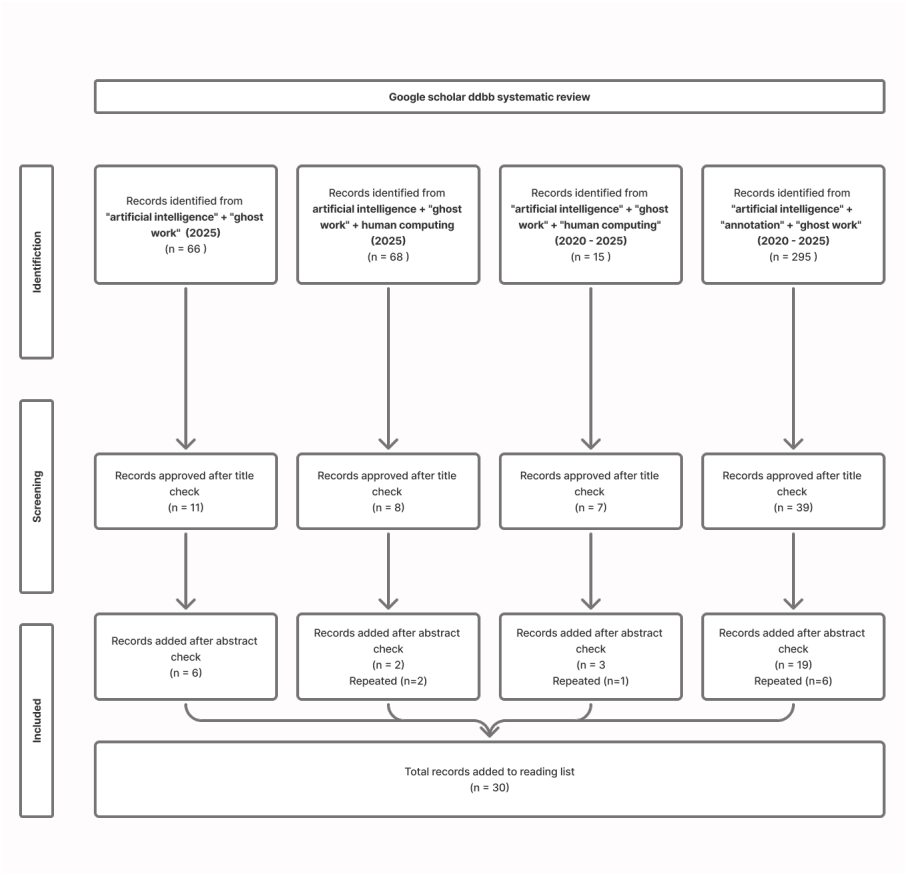 Google scholar ddbb systematic review
Identifiction
Records identified from
"artificial intelligence" + "ghost
work" (2025)
(n = 66 )
Records identified from
artificial intelligence + "ghost
work" + human computing
(2025)
(n = 68 )
Records identified from
"artificial intelligence" + "ghost
work" + "human computing"
(2020 - 2025)
(n = 15 )
Records identified from
"artificial intelligence" +
"annotation" + "ghost work"
(2020 - 2025)
(n = 295 )
Screening
Records approved after title
check
(n = 11)
Records approved after title
check
(n = 8)
Records approved after title
check
(n = 7)
Records approved after title
check
(n = 39)
Included
Records added after abstract
check
(n = 6)
Records added after abstract
check
(n = 2)
Repeated (n=2)
Records added after abstract
check
(n = 3
Repeated (n=1)
Records added after abstract
check
(n = 19)
Repeated (n=6)
Total records added to reading list
(n = 30)